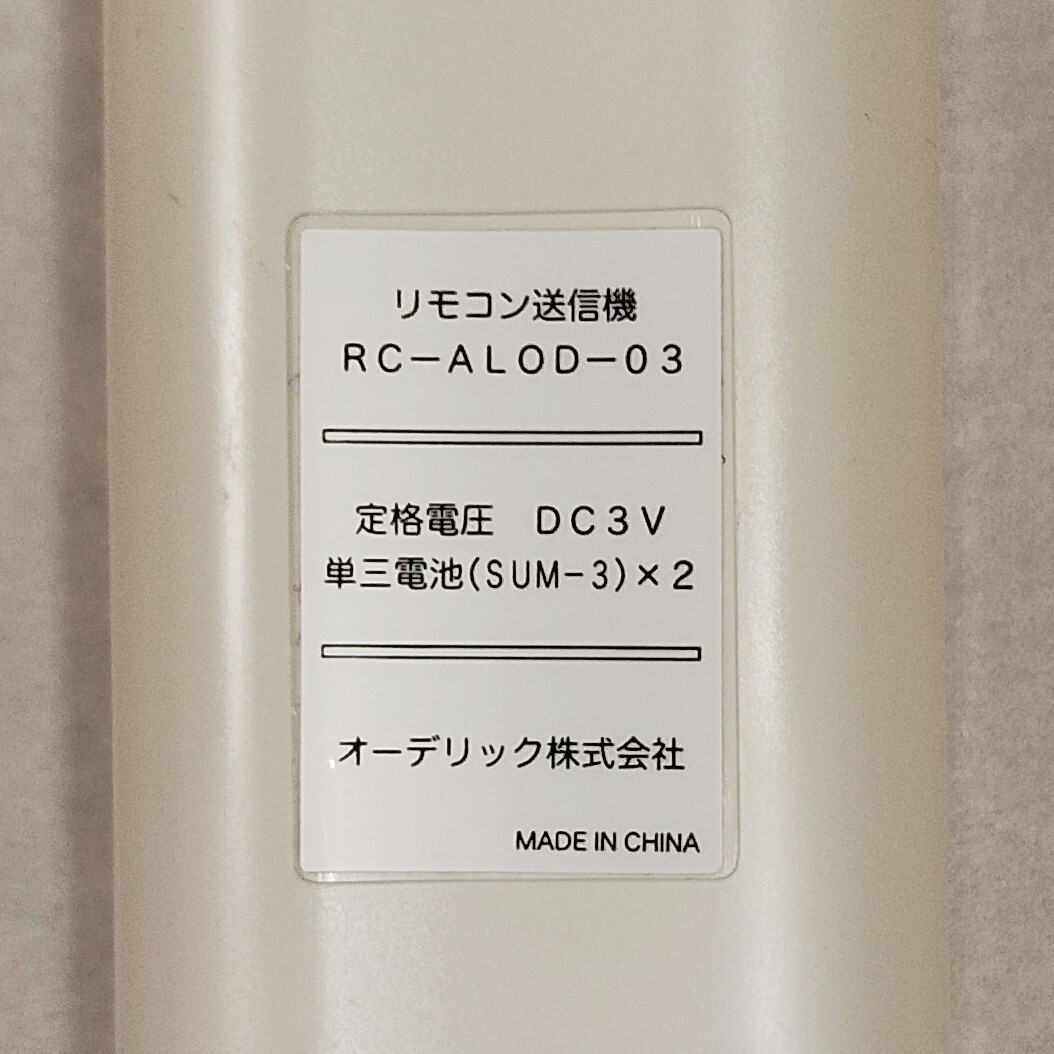 リモコン送信機
RC－ALOD－03
定格電圧　DC3V
単三電池(SUM-3)×2
オーデリック株式会社
MADE IN CHINA